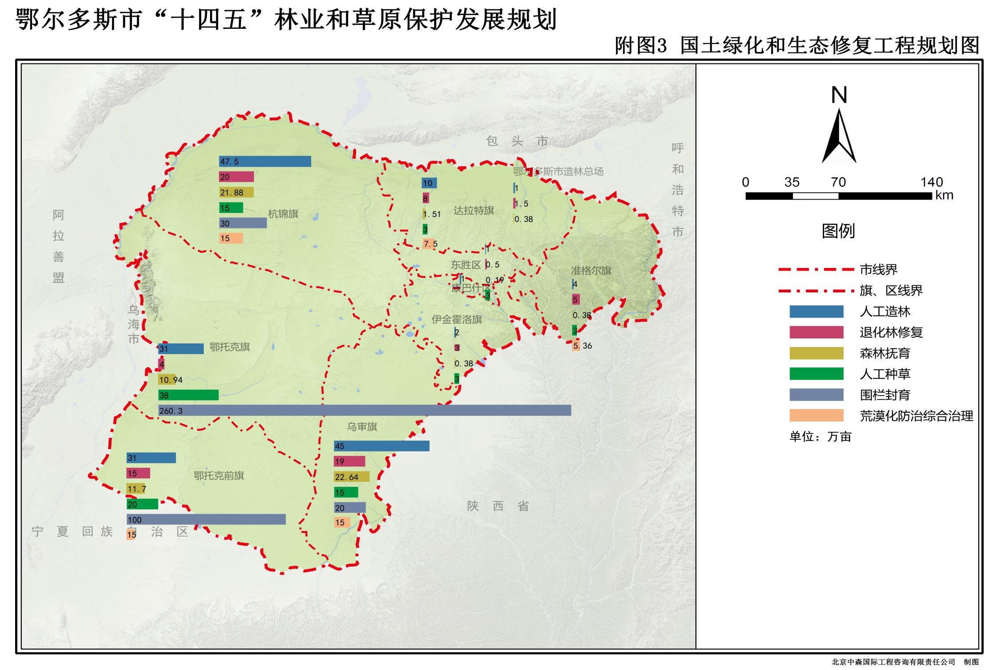 鄂尔多斯市“十四五”林业和草原保护发展规划
附图3 国土绿化和生态修复工程规划图
N
0 35 70 140
km
图例
市线界
旗、区线界
人工造林
退化林修复
森林抚育
人工种草
围栏封育
荒漠化防治综合治理
单位：万亩
包头市
呼和浩特市
阿拉善盟
乌海市
宁夏回族自治区
陕西省
杭锦旗
47.5
20
21.88
15
30
15
达拉特旗
10
8
1.51
3
7.5
鄂尔多斯市造林总场
1
1.5
0.38
东胜区
1
0.5
0.19
3
康巴什区
1
准格尔旗
4
5
0.38
3
5.36
伊金霍洛旗
2
3
0.38
3
鄂托克旗
31
4
10.94
38
260.3
乌审旗
45
19
22.64
15
20
15
鄂托克前旗
31
15
11.7
20
100
15
北京中森国际工程咨询有限责任公司 制图